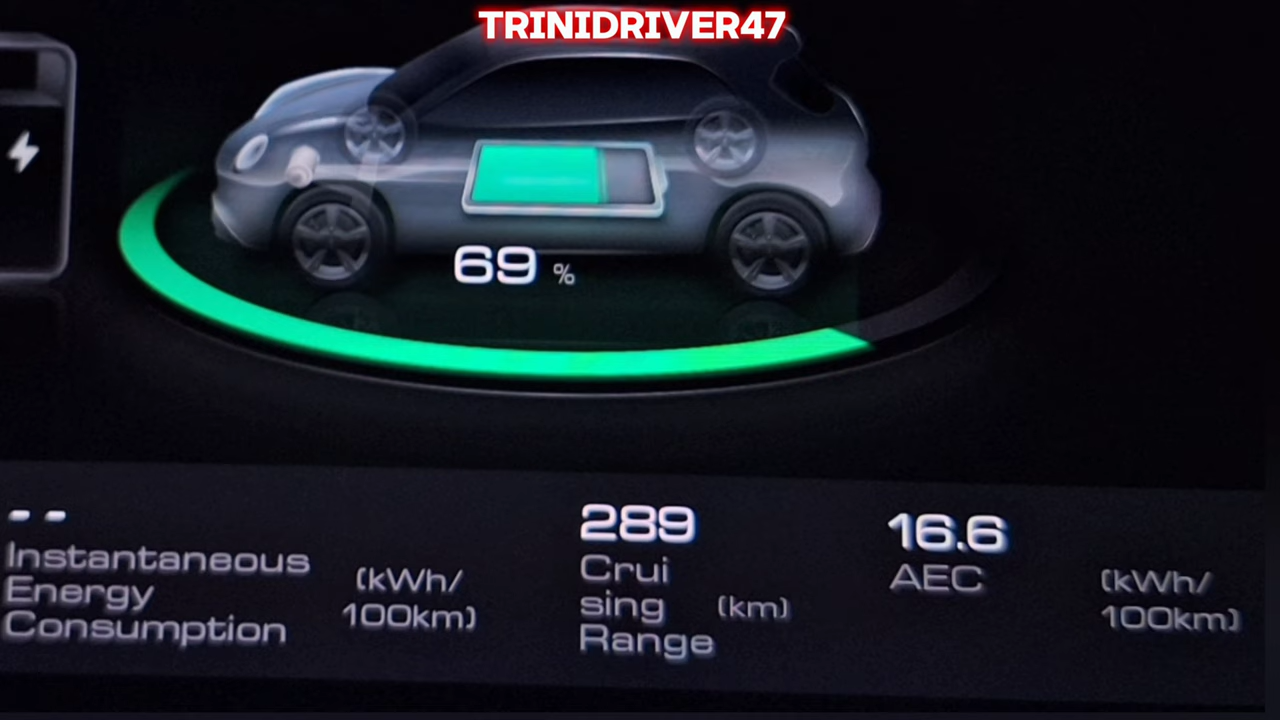 TRINIDRIVER47
69 %
- -
Instantaneous
Energy
Consumption
(kWh/
100km)
289
Crui
sing
Range
(km)
16.6
AEC
(kWh/
100km)